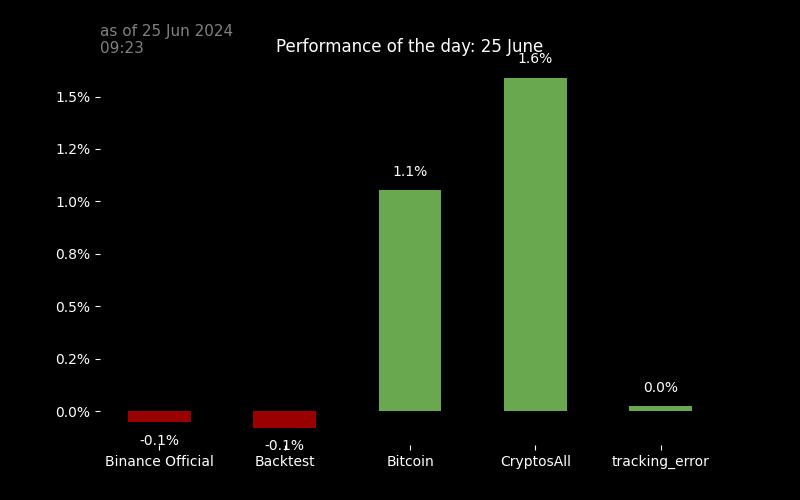 as of 25 Jun 2024
09:23
Performance of the day: 25 June
1.6%
1.5%
1.2%
1.1%
1.0%
0.8%
0.5%
0.2%
0.0%
0.0%
-0.1%
-0.1%
Binance Official
Backtest
Bitcoin
CryptosAll
tracking_error